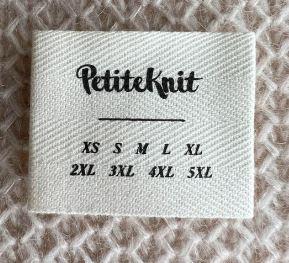 PetiteKnit
XS S M L XL
2XL 3XL 4XL 5XL